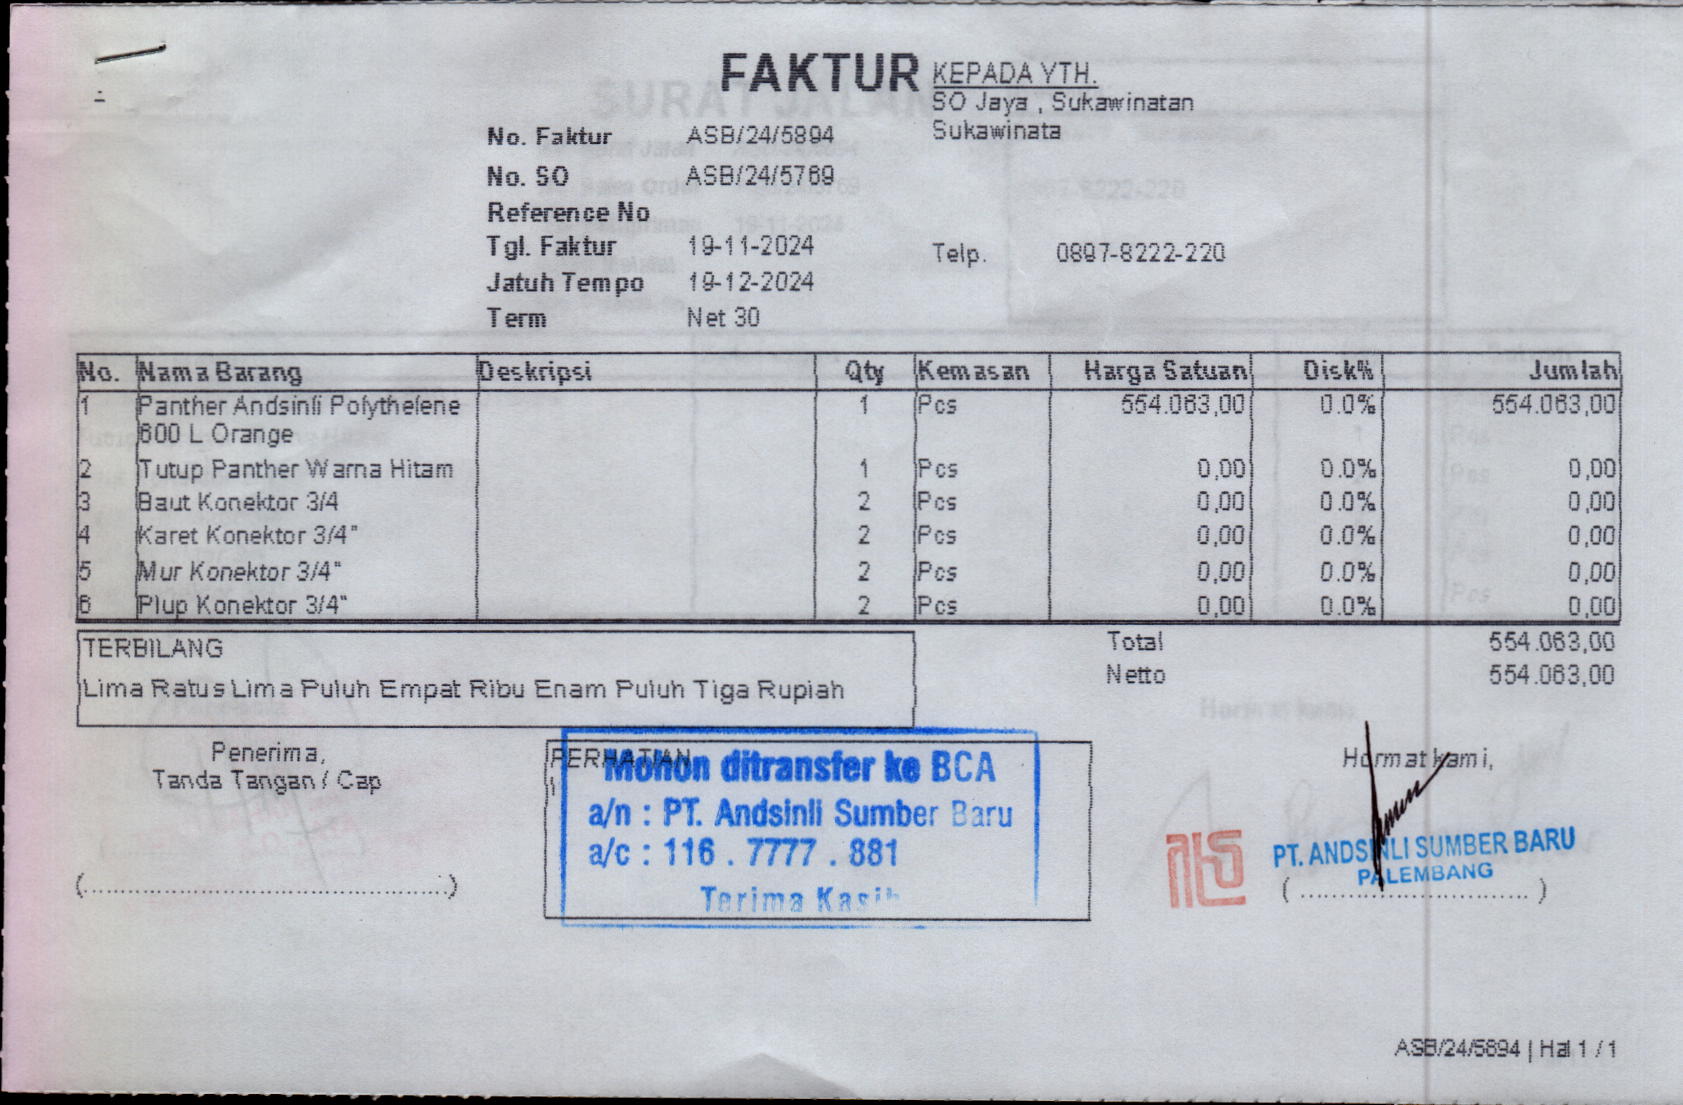 FAKTUR
KEPADA YTH.
SO Jaya , Sukawinatan
Sukawinata
No. Faktur ASB/24/5894
No. SO ASB/24/5769
Reference No
Tgl. Faktur 19-11-2024
Telp. 0897-8222-220
Jatuh Tempo 19-12-2024
Term Net 30
No. Nama Barang Deskripsi Qty Kemasan Harga Satuan Disk% Jumlah
1 Panther Andsinli Polythelene 1 Pcs 554.063,00 0.0% 554.063,00
600 L Orange
2 Tutup Panther Warna Hitam 1 Pcs 0,00 0.0% 0,00
3 Baut Konektor 3/4 2 Pcs 0,00 0.0% 0,00
4 Karet Konektor 3/4" 2 Pcs 0,00 0.0% 0,00
5 Mur Konektor 3/4" 2 Pcs 0,00 0.0% 0,00
6 Plup Konektor 3/4" 2 Pcs 0,00 0.0% 0,00
TERBILANG
Lima Ratus Lima Puluh Empat Ribu Enam Puluh Tiga Rupiah
Total 554.063,00
Netto 554.063,00
Penerima,
Tanda Tangan / Cap
(........................................)
PERHATIAN
Mohon ditransfer ke BCA
a/n : PT. Andsinli Sumber Baru
a/c : 116 . 7777 . 881
Terima Kasih
Hormat kami,
PT. ANDSINLI SUMBER BARU
PALEMBANG
(............................)
ASB/24/5894 | Hal 1 / 1